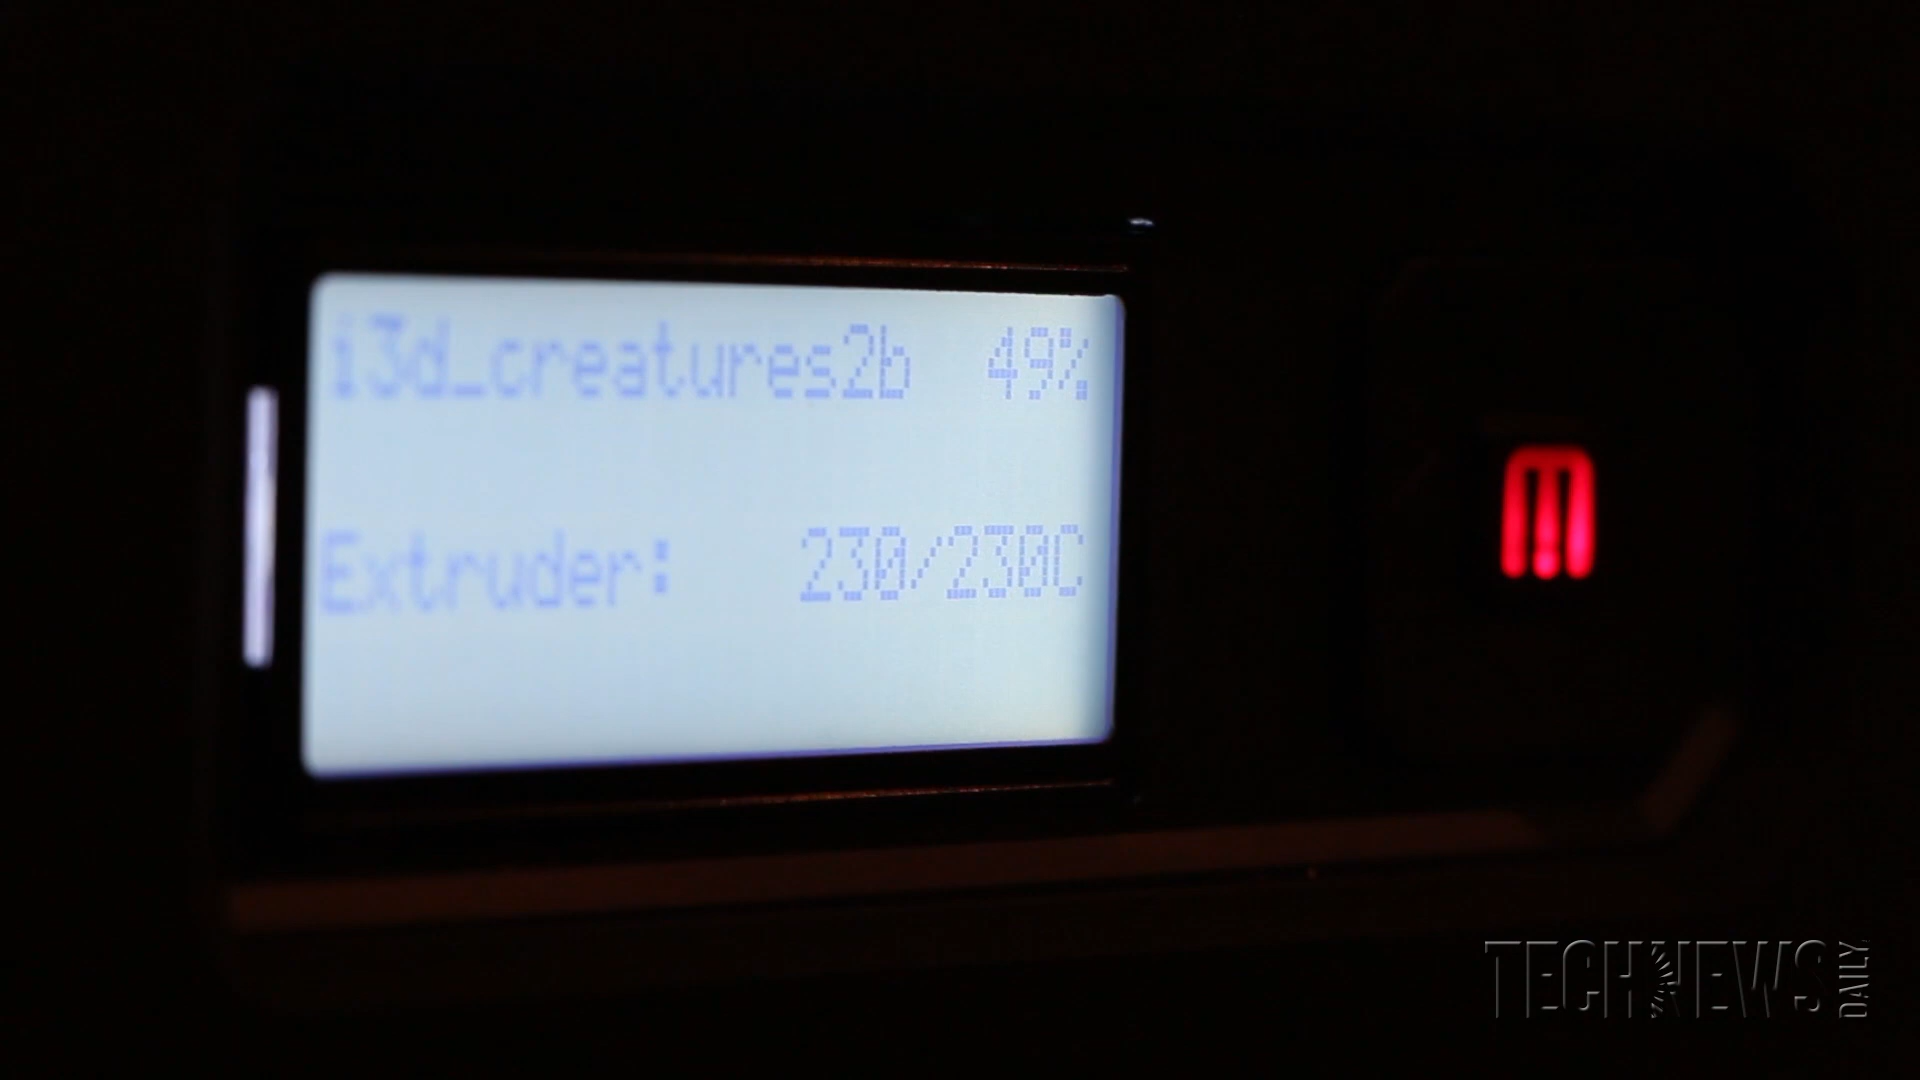 i3d_creatures2b 49%
Extruder: 230/230C
M
TECHNEWS
DAILY